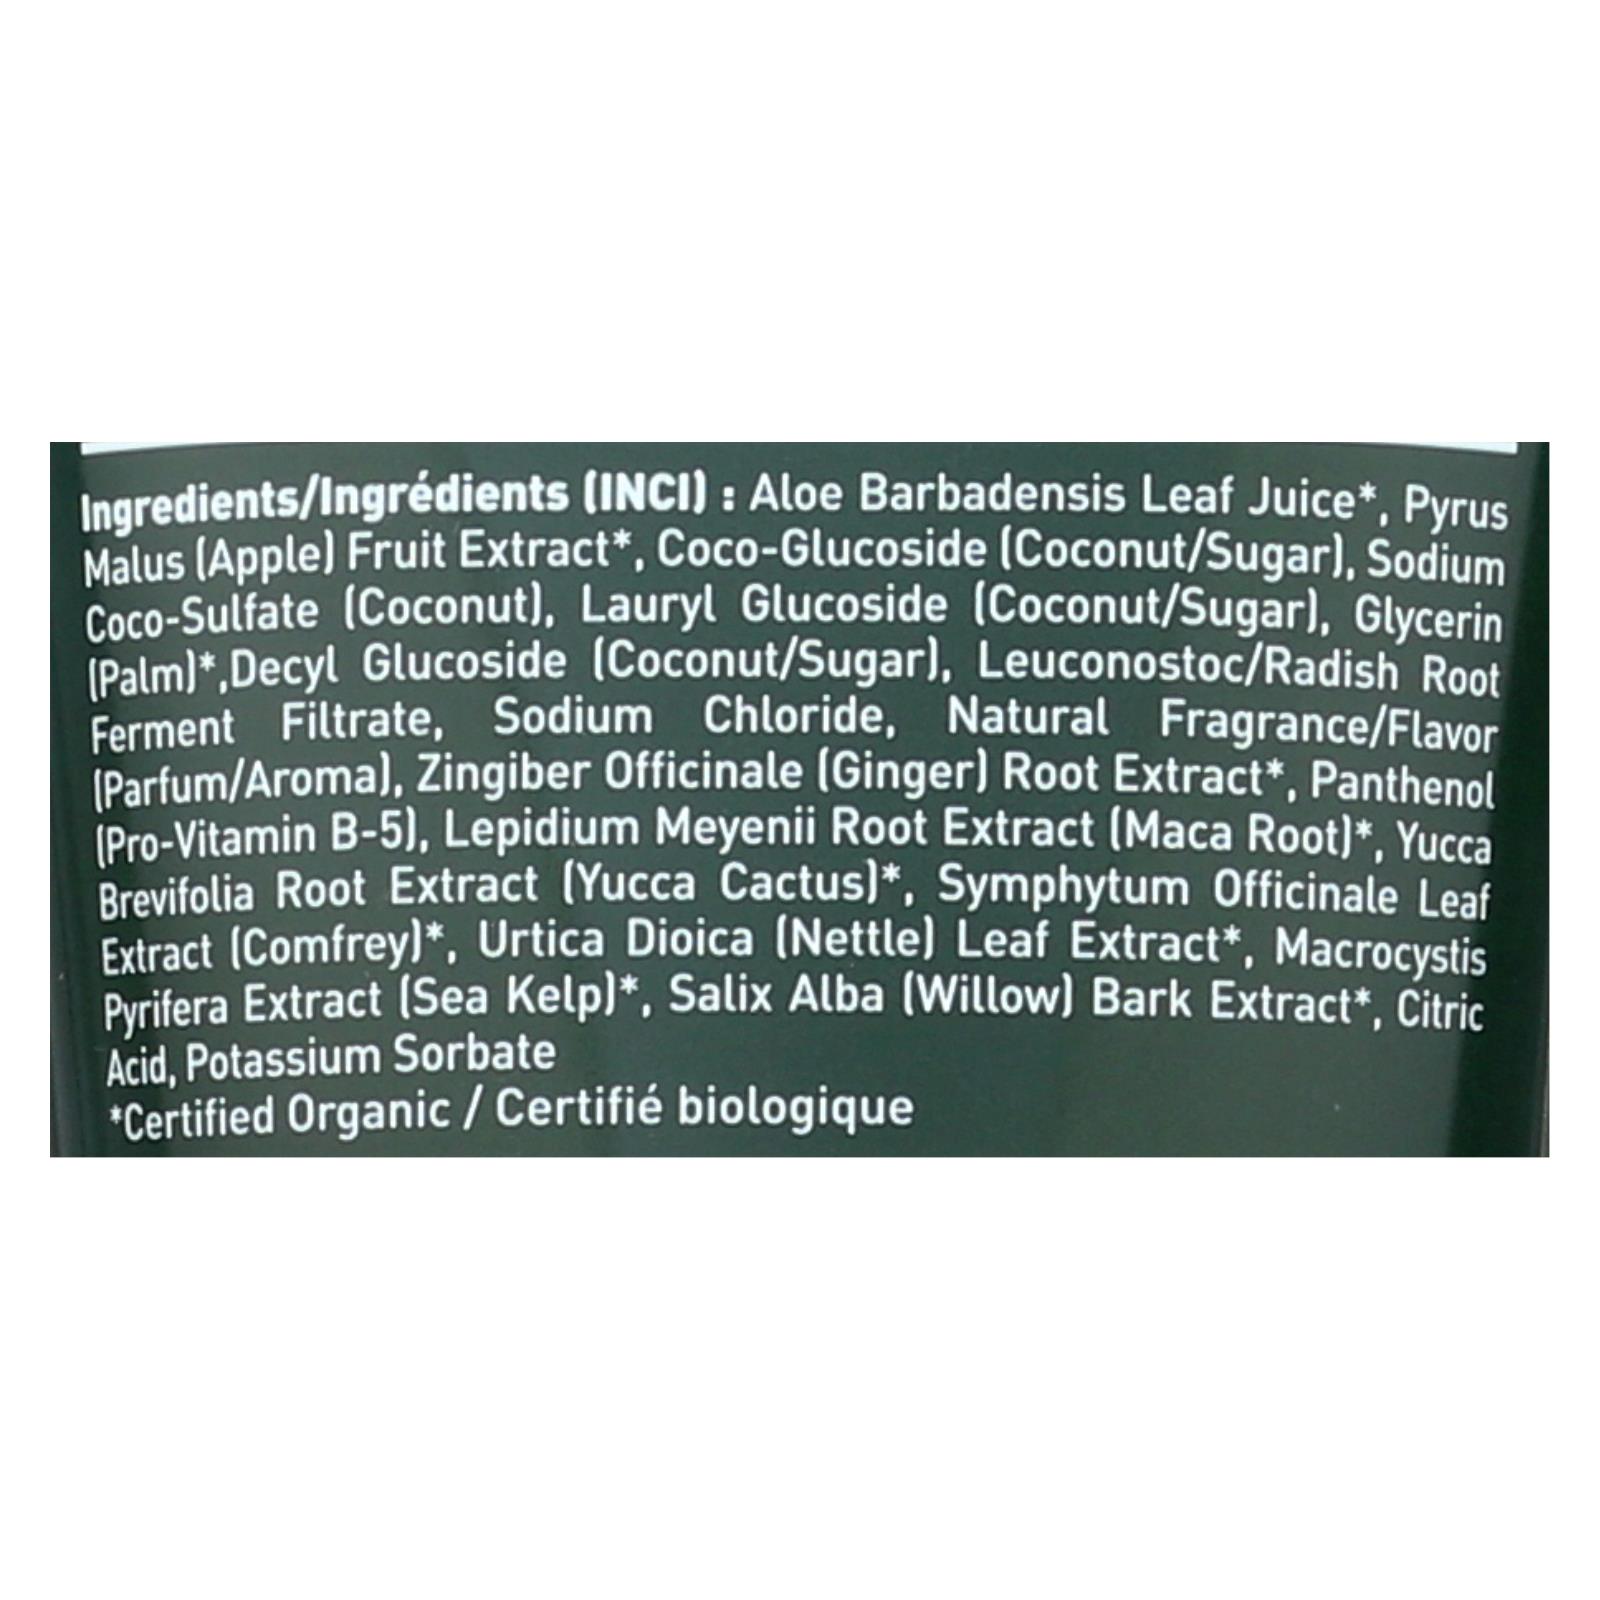 Ingredients/Ingrédients (INCI) : Aloe Barbadensis Leaf Juice*, Pyrus
Malus (Apple) Fruit Extract*, Coco-Glucoside (Coconut/Sugar), Sodium
Coco-Sulfate (Coconut), Lauryl Glucoside (Coconut/Sugar), Glycerin
(Palm)*,Decyl Glucoside (Coconut/Sugar), Leuconostoc/Radish Root
Ferment Filtrate, Sodium Chloride, Natural Fragrance/Flavor
(Parfum/Aroma), Zingiber Officinale (Ginger) Root Extract*, Panthenol
(Pro-Vitamin B-5), Lepidium Meyenii Root Extract (Maca Root)*, Yucca
Brevifolia Root Extract (Yucca Cactus)*, Symphytum Officinale Leaf
Extract (Comfrey)*, Urtica Dioica (Nettle) Leaf Extract*, Macrocystis
Pyrifera Extract (Sea Kelp)*, Salix Alba (Willow) Bark Extract*, Citric
Acid, Potassium Sorbate
*Certified Organic / Certifié biologique